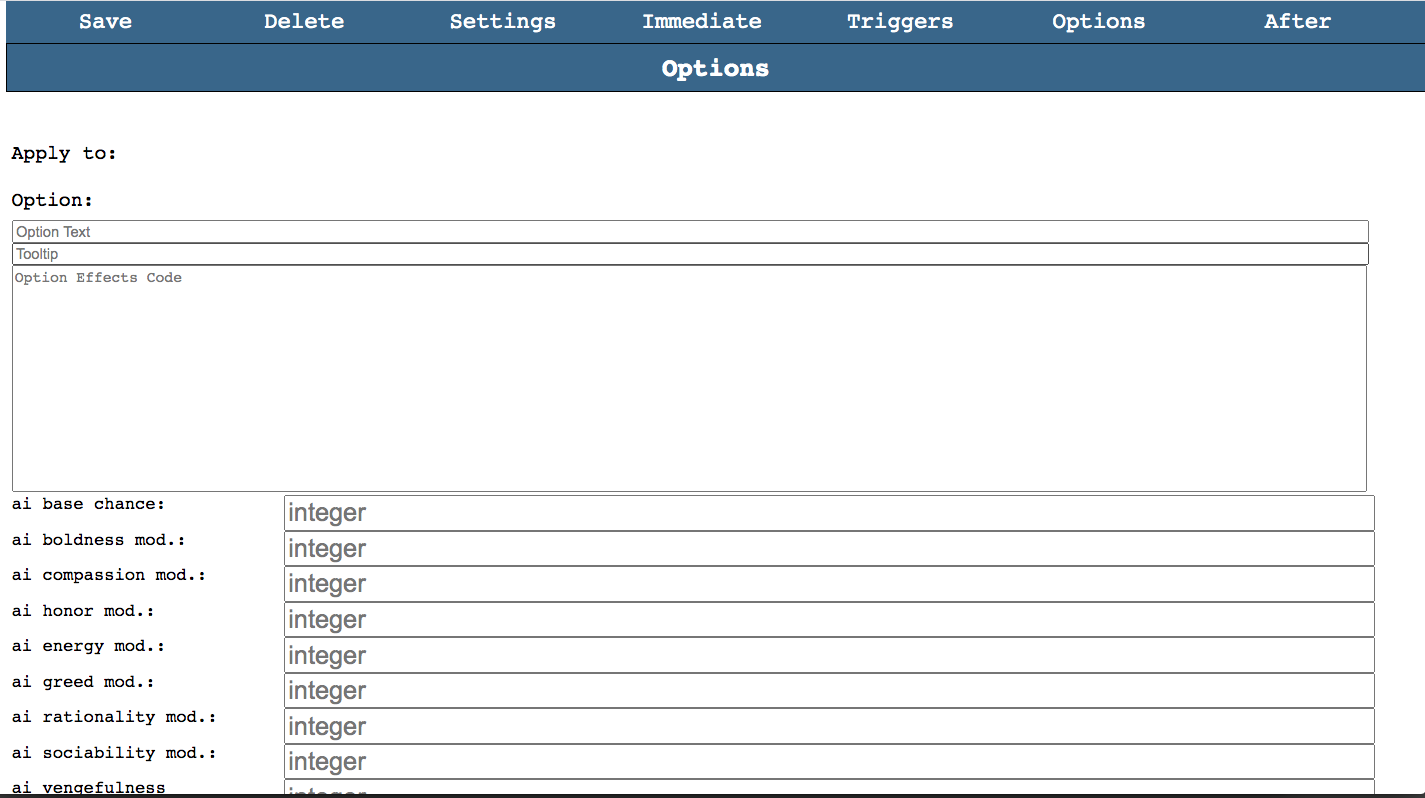 Save Delete Settings Immediate Triggers Options After
Options
Apply to:
Option:
Option Text
Tooltip
Option Effects Code
ai base chance: integer
ai boldness mod.: integer
ai compassion mod.: integer
ai honor mod.: integer
ai energy mod.: integer
ai greed mod.: integer
ai rationality mod.: integer
ai sociability mod.: integer
ai vengefulness integer